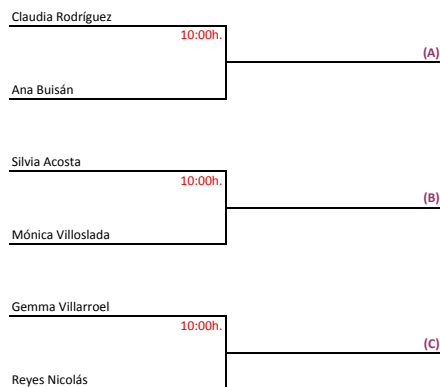 Claudia Rodríguez
10:00h.
(A)
Ana Buisán
Silvia Acosta
10:00h.
(B)
Mónica Villoslada
Gemma Villarroel
10:00h.
(C)
Reyes Nicolás